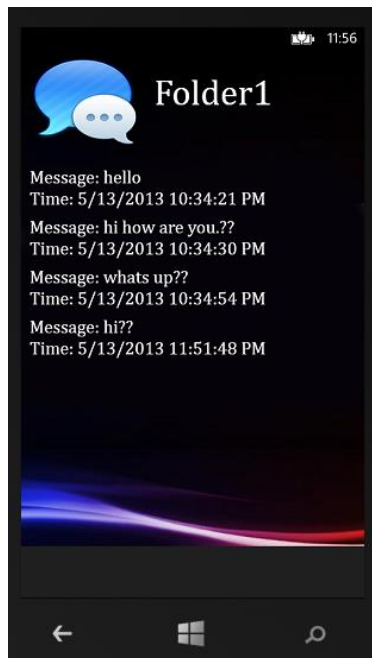 11:56
Folder1
Message: hello
Time: 5/13/2013 10:34:21 PM
Message: hi how are you.??
Time: 5/13/2013 10:34:30 PM
Message: whats up??
Time: 5/13/2013 10:34:54 PM
Message: hi??
Time: 5/13/2013 11:51:48 PM